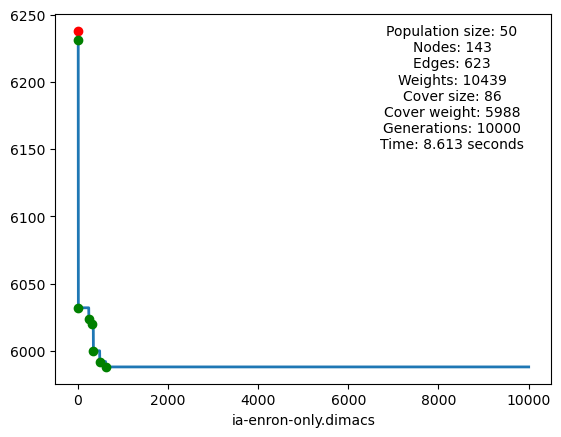 Population size: 50
Nodes: 143
Edges: 623
Weights: 10439
Cover size: 86
Cover weight: 5988
Generations: 10000
Time: 8.613 seconds
6250
6200
6150
6100
6050
6000
0 2000 4000 6000 8000 10000
ia-enron-only.dimacs